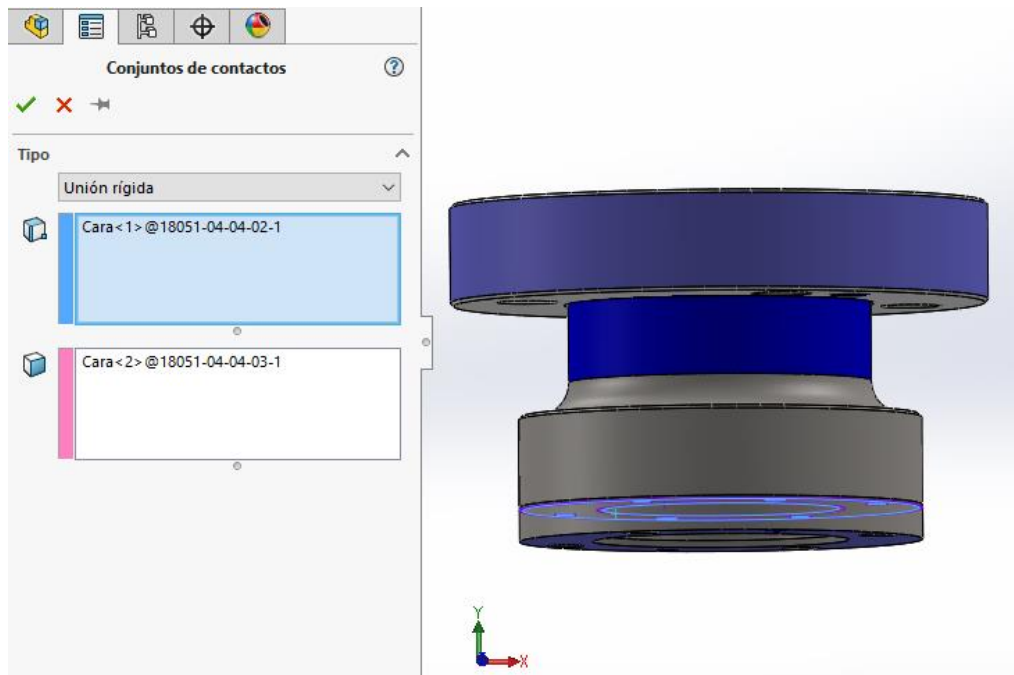 Conjuntos de contactos
?
Tipo
Unión rígida
Cara<1>@18051-04-04-02-1
Cara<2>@18051-04-04-03-1
Y
X